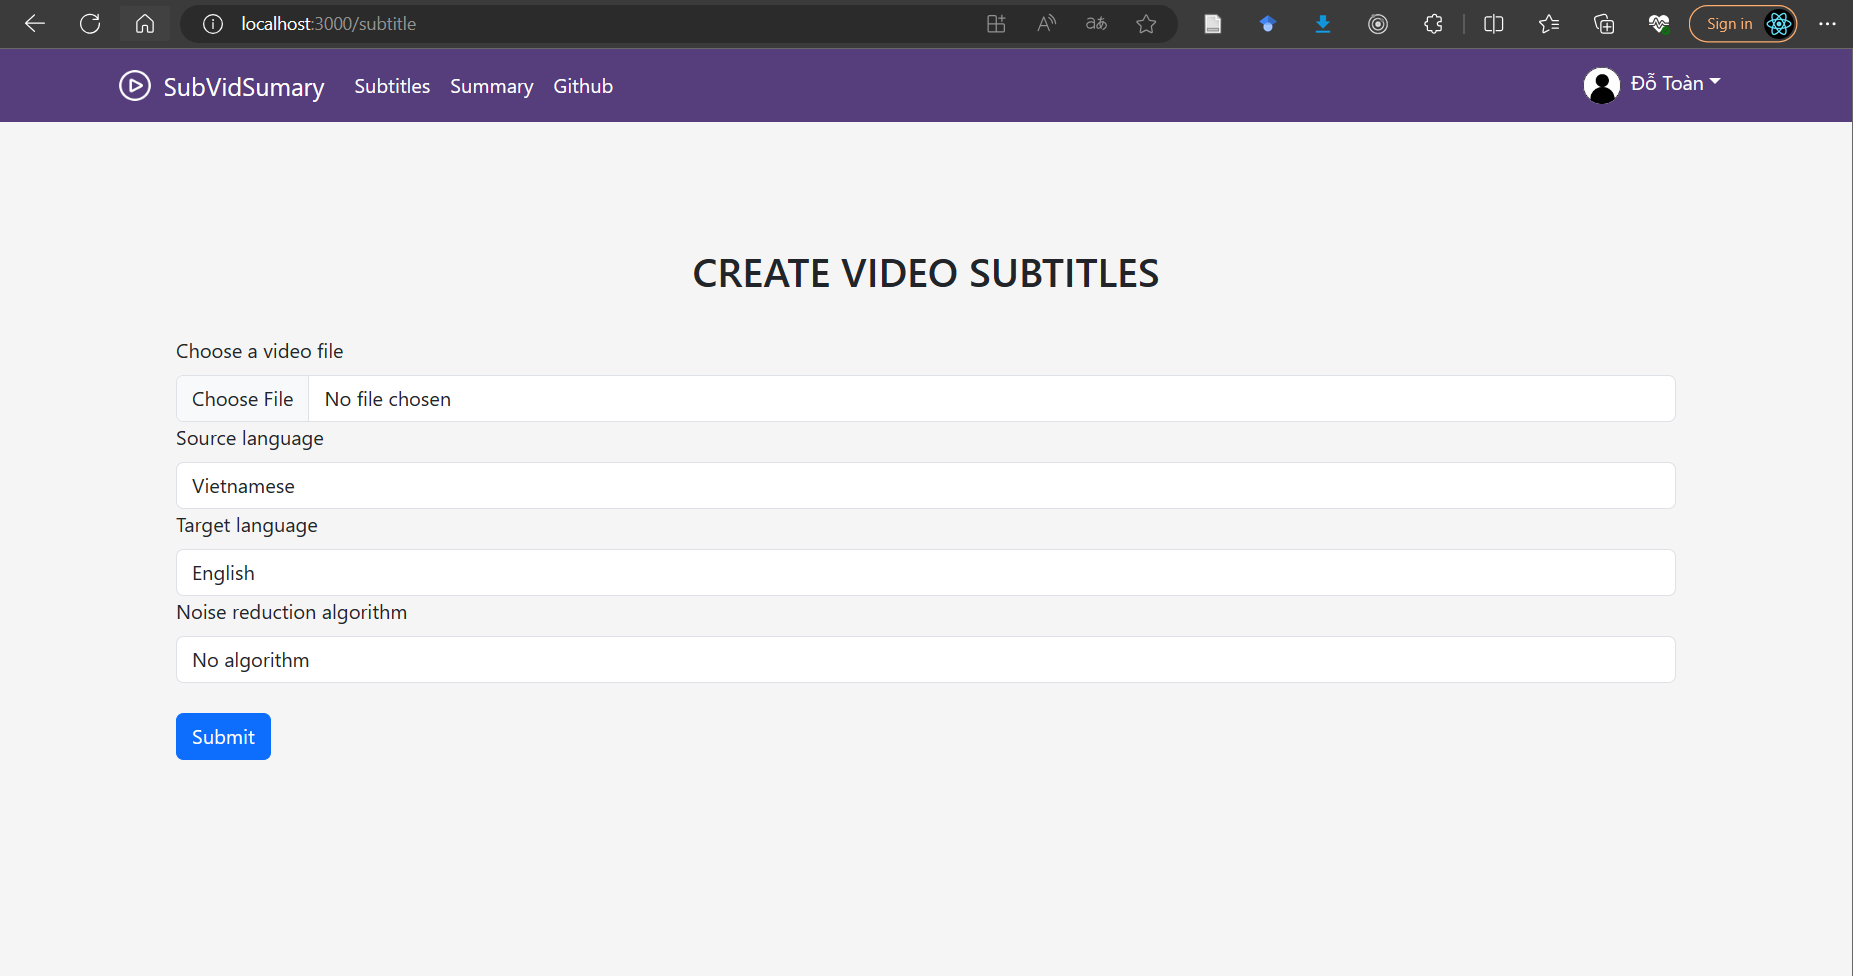 localhost:3000/subtitle
Sign in
SubVidSumary Subtitles Summary Github Đỗ Toàn
CREATE VIDEO SUBTITLES
Choose a video file
Choose File No file chosen
Source language
Vietnamese
Target language
English
Noise reduction algorithm
No algorithm
Submit